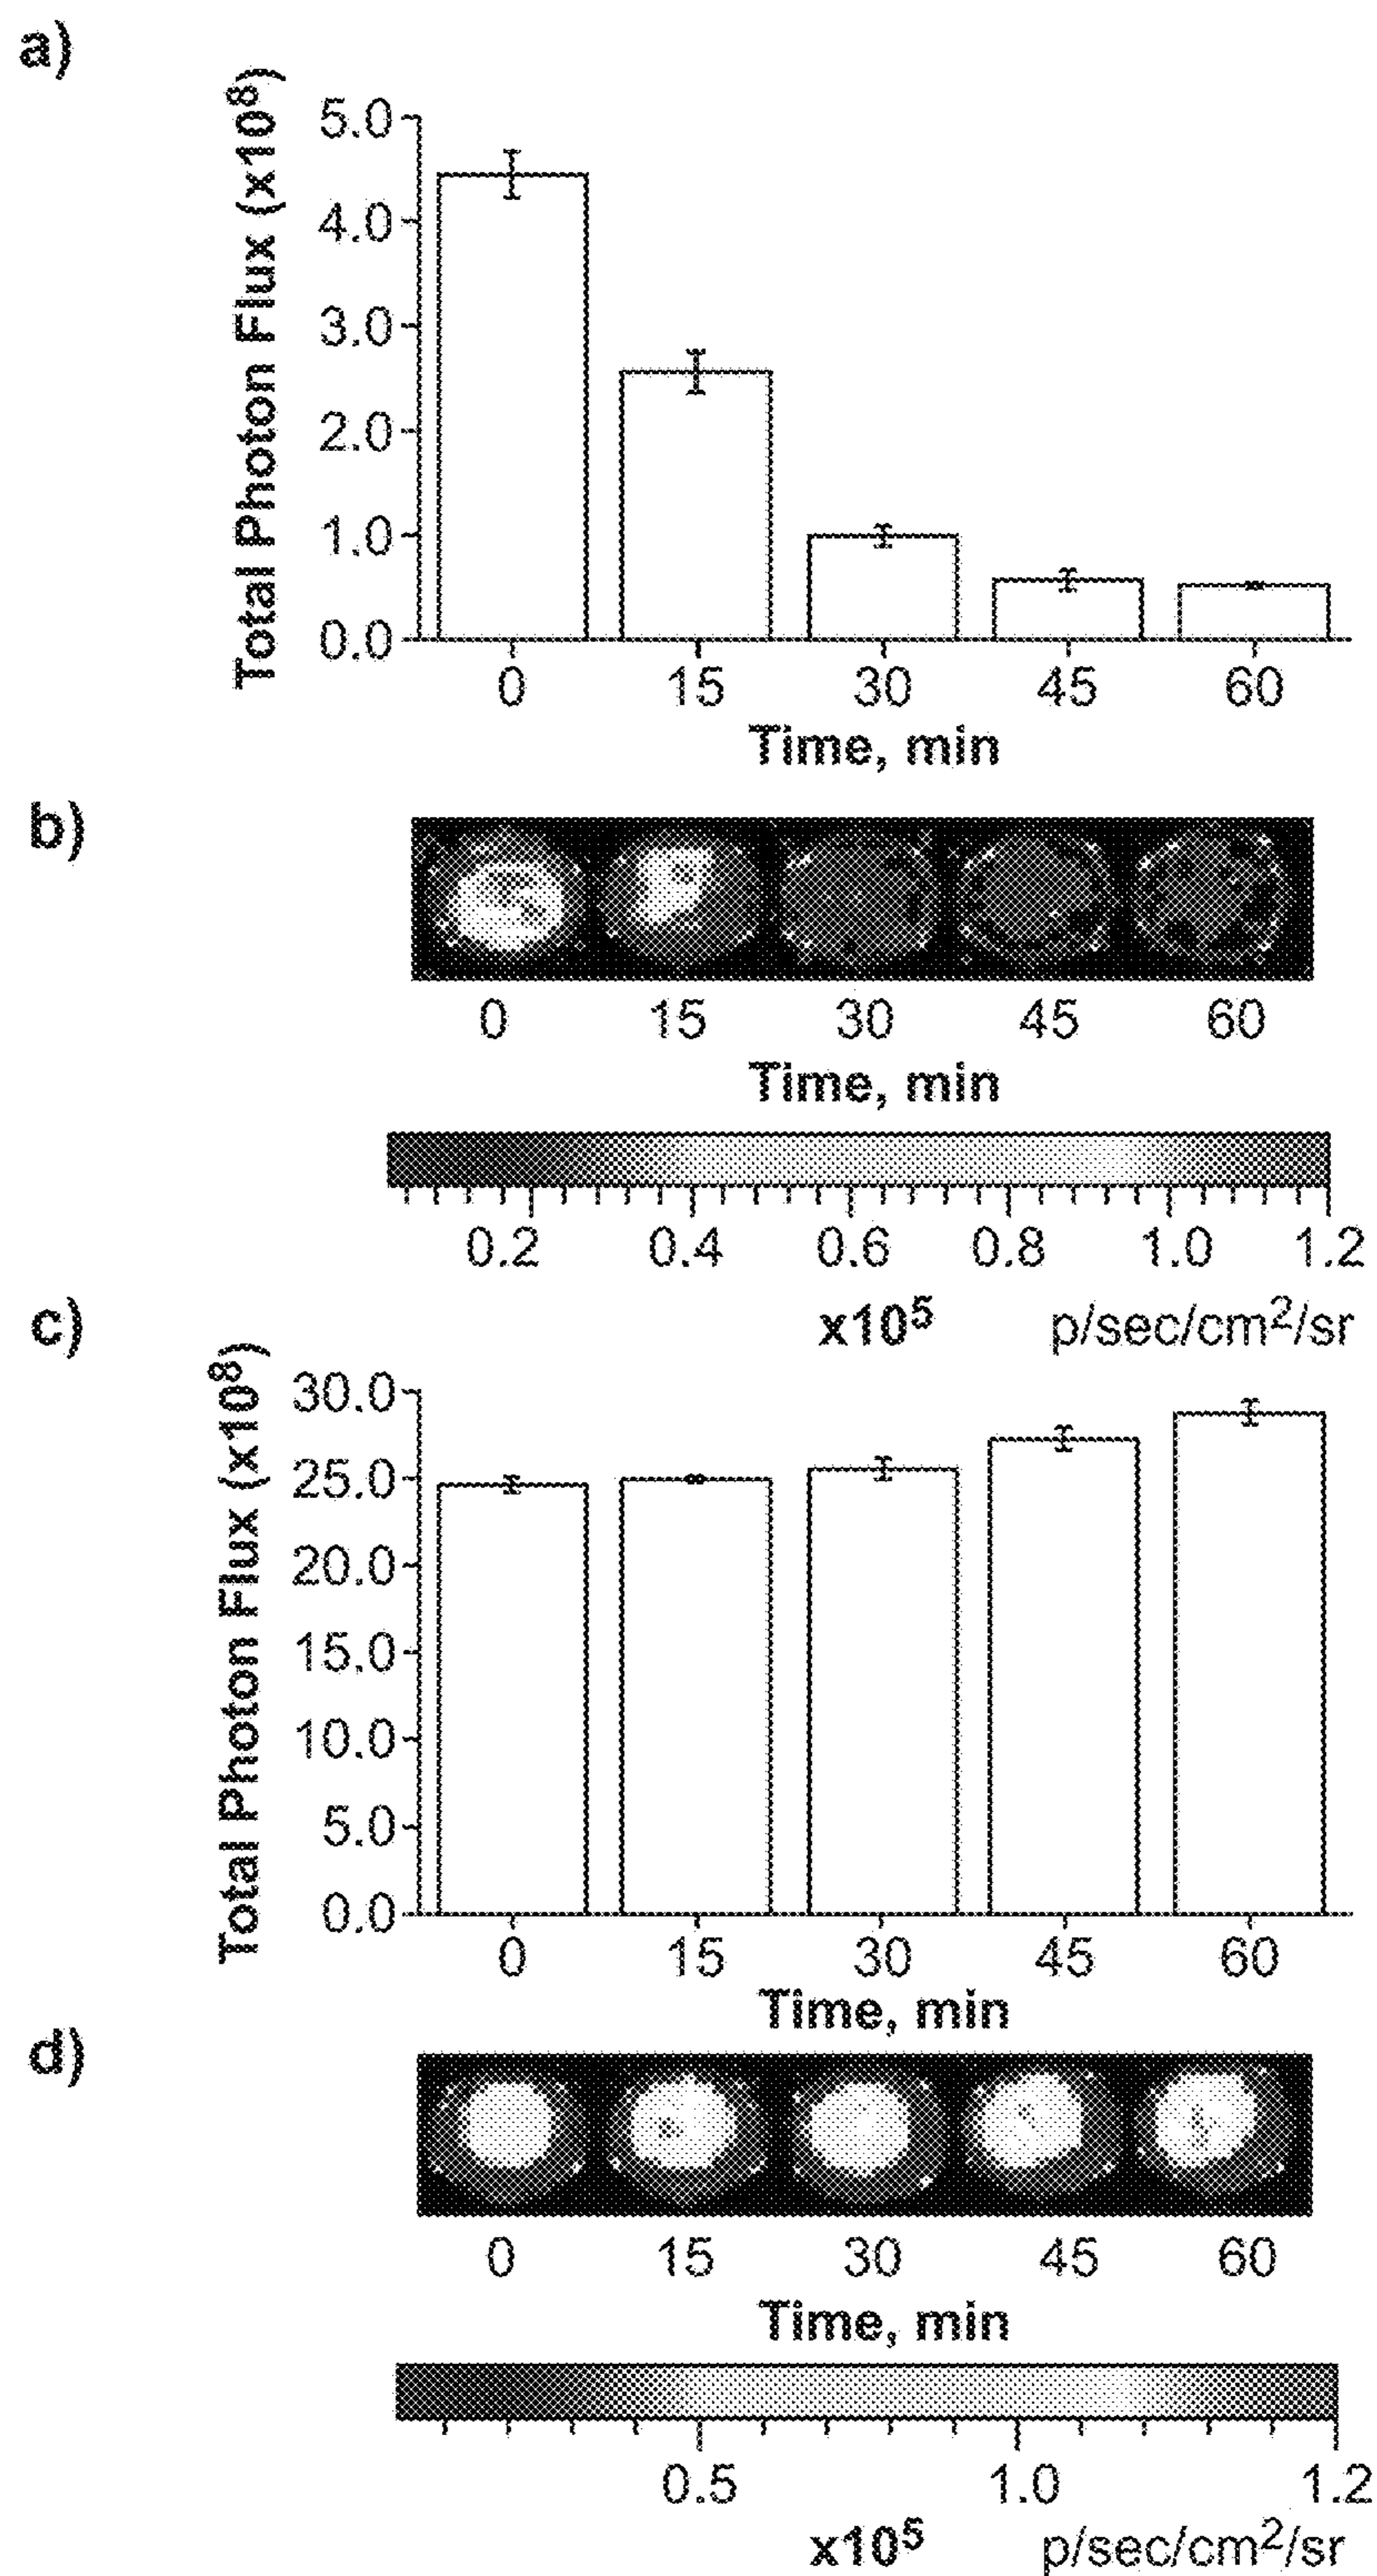 a)
Total Photon Flux (x10⁸)
5.0
4.0
3.0
2.0
1.0
0.0
0 15 30 45 60
Time, min
b)
0 15 30 45 60
Time, min
0.2 0.4 0.6 0.8 1.0 1.2
x10⁵ p/sec/cm²/sr
c)
Total Photon Flux (x10⁸)
30.0
25.0
20.0
15.0
10.0
5.0
0.0
0 15 30 45 60
Time, min
d)
0 15 30 45 60
Time, min
0.5 1.0 1.2
x10⁵ p/sec/cm²/sr